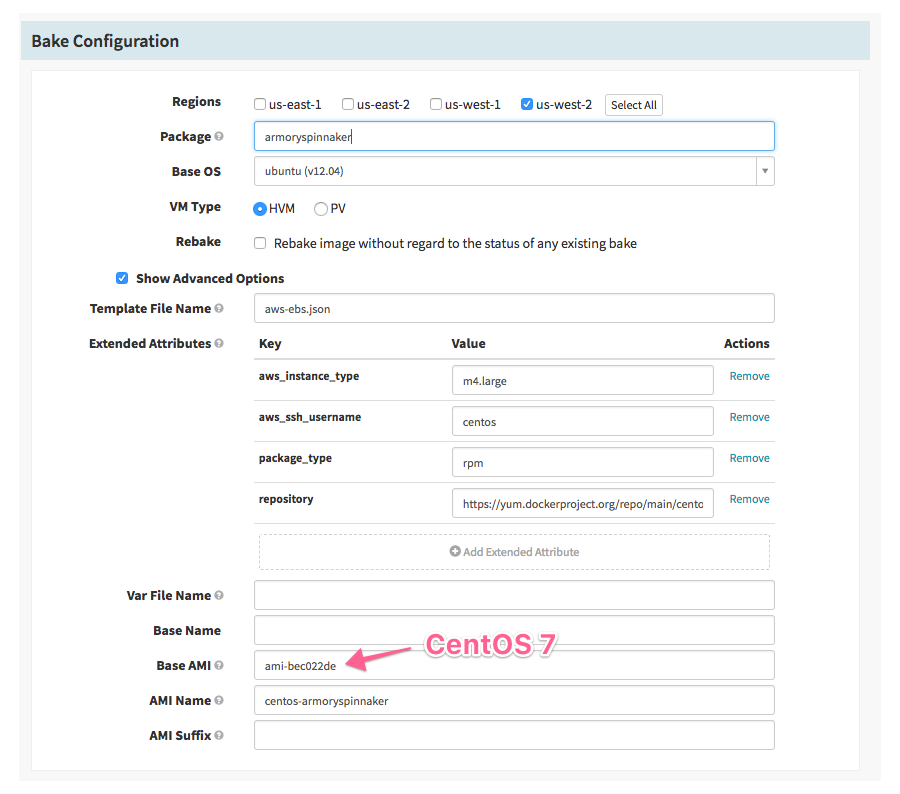 Bake Configuration
Regions us-east-1 us-east-2 us-west-1 us-west-2 Select All
Package armoryspinnaker
Base OS ubuntu (v12.04)
VM Type HVM PV
Rebake Rebake image without regard to the status of any existing bake
Show Advanced Options
Template File Name aws-ebs.json
Extended Attributes Key Value Actions
aws_instance_type m4.large Remove
aws_ssh_username centos Remove
package_type rpm Remove
repository https://yum.dockerproject.org/repo/main/cento Remove
Add Extended Attribute
Var File Name
Base Name
CentOS 7
Base AMI ami-bec022de
AMI Name centos-armoryspinnaker
AMI Suffix